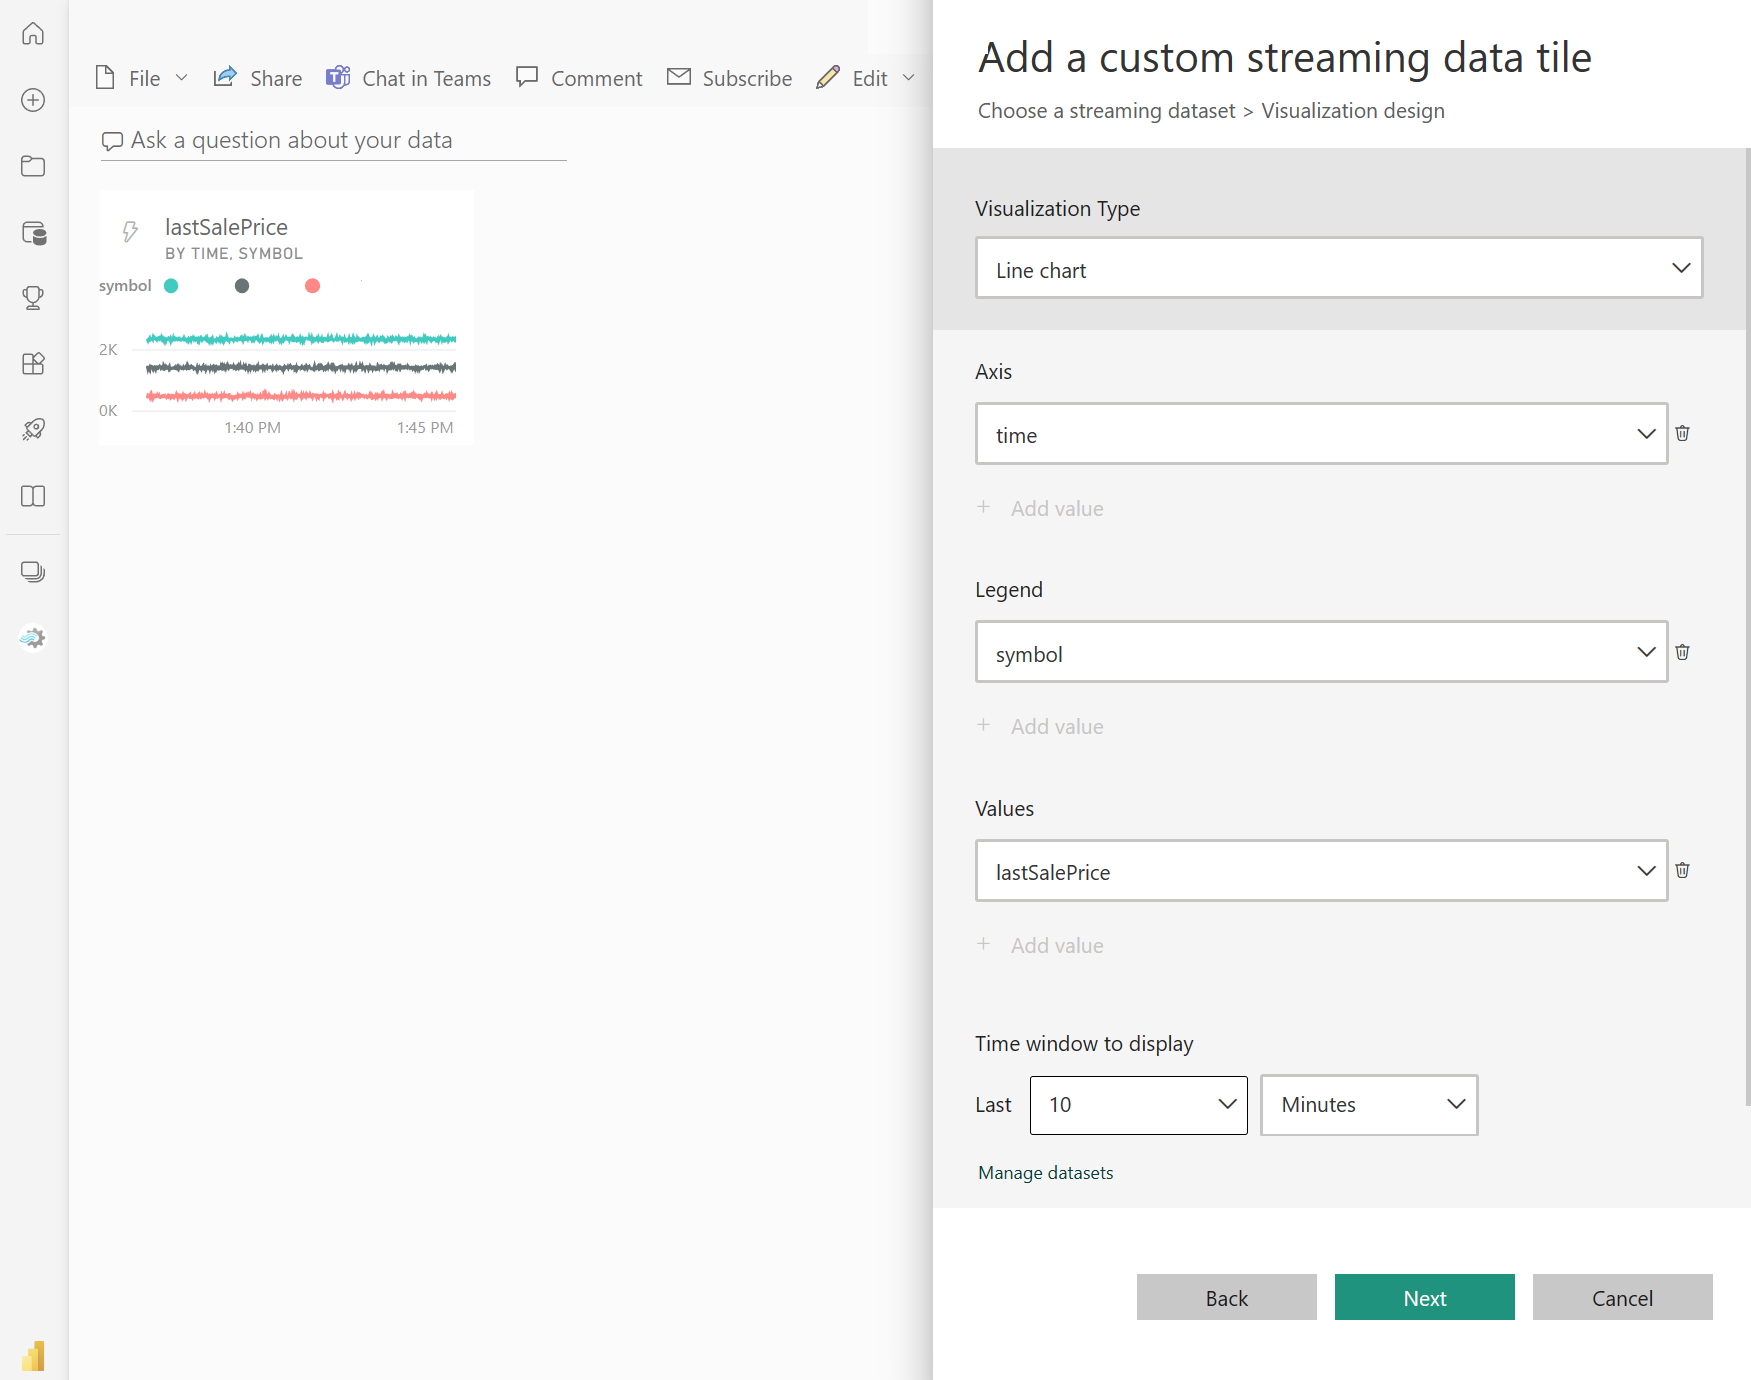 File
Share
Chat in Teams
Comment
Subscribe
Edit
Ask a question about your data
lastSalePrice
BY TIME, SYMBOL
symbol
2K
0K
1:40 PM 1:45 PM
Add a custom streaming data tile
Choose a streaming dataset > Visualization design
Visualization Type
Line chart
Axis
time
+ Add value
Legend
symbol
+ Add value
Values
lastSalePrice
+ Add value
Time window to display
Last 10 Minutes
Manage datasets
Back Next Cancel